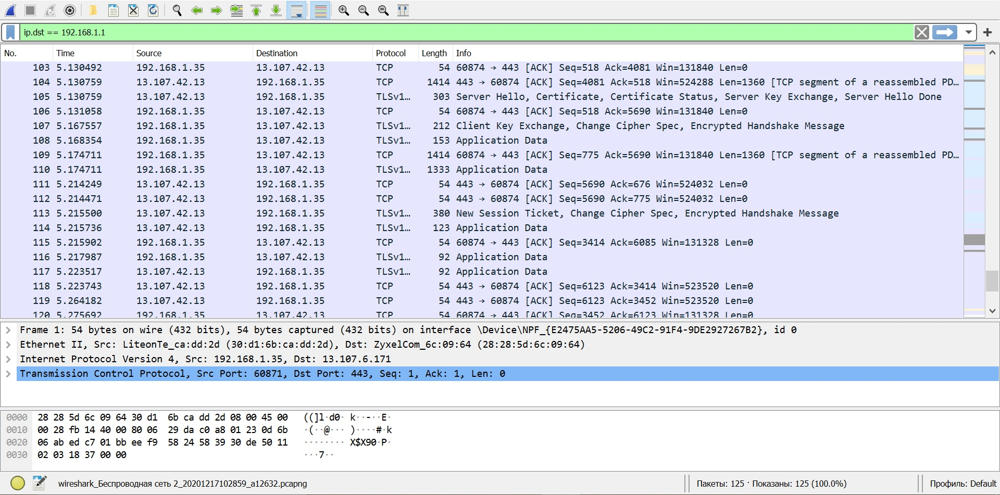 ip.dst == 192.168.1.1
No. Time Source Destination Protocol Length Info
103 5.130492 192.168.1.35 13.107.42.13 TCP 54 60874 → 443 [ACK] Seq=518 Ack=4081 Win=131840 Len=0
104 5.130759 13.107.42.13 192.168.1.35 TCP 1414 443 → 60874 [ACK] Seq=4081 Ack=518 Win=524288 Len=1360 [TCP segment of a reassembled PD…
105 5.130759 13.107.42.13 192.168.1.35 TLSv1… 303 Server Hello, Certificate, Certificate Status, Server Key Exchange, Server Hello Done
106 5.131058 192.168.1.35 13.107.42.13 TCP 54 60874 → 443 [ACK] Seq=518 Ack=5690 Win=131840 Len=0
107 5.167557 192.168.1.35 13.107.42.13 TLSv1… 212 Client Key Exchange, Change Cipher Spec, Encrypted Handshake Message
108 5.168354 192.168.1.35 13.107.42.13 TLSv1… 153 Application Data
109 5.174711 192.168.1.35 13.107.42.13 TCP 1414 60874 → 443 [ACK] Seq=775 Ack=5690 Win=131840 Len=1360 [TCP segment of a reassembled PD…
110 5.174711 192.168.1.35 13.107.42.13 TLSv1… 1333 Application Data
111 5.214249 13.107.42.13 192.168.1.35 TCP 54 443 → 60874 [ACK] Seq=5690 Ack=676 Win=524032 Len=0
112 5.214471 13.107.42.13 192.168.1.35 TCP 54 443 → 60874 [ACK] Seq=5690 Ack=775 Win=524032 Len=0
113 5.215500 13.107.42.13 192.168.1.35 TLSv1… 380 New Session Ticket, Change Cipher Spec, Encrypted Handshake Message
114 5.215736 13.107.42.13 192.168.1.35 TLSv1… 123 Application Data
115 5.215902 192.168.1.35 13.107.42.13 TCP 54 60874 → 443 [ACK] Seq=3414 Ack=6085 Win=131328 Len=0
116 5.217987 192.168.1.35 13.107.42.13 TLSv1… 92 Application Data
117 5.223517 13.107.42.13 192.168.1.35 TLSv1… 92 Application Data
118 5.223743 13.107.42.13 192.168.1.35 TCP 54 443 → 60874 [ACK] Seq=6123 Ack=3414 Win=523520 Len=0
119 5.264182 13.107.42.13 192.168.1.35 TCP 54 443 → 60874 [ACK] Seq=6123 Ack=3452 Win=523520 Len=0
120 5.275692 192.168.1.35 13.107.42.13 TCP 54 60874 → 443 [ACK] Seq=3452 Ack=6123 Win=131328 Len=0
Frame 1: 54 bytes on wire (432 bits), 54 bytes captured (432 bits) on interface \Device\NPF_{E2475AA5-5206-49C2-91F4-9DE2927267B2}, id 0
Ethernet II, Src: LiteonTe_ca:dd:2d (30:d1:6b:ca:dd:2d), Dst: ZyxelCom_6c:09:64 (28:28:5d:6c:09:64)
Internet Protocol Version 4, Src: 192.168.1.35, Dst: 13.107.6.171
Transmission Control Protocol, Src Port: 60871, Dst Port: 443, Seq: 1, Ack: 1, Len: 0
0000 28 28 5d 6c 09 64 30 d1 6b ca dd 2d 08 00 45 00 ((]l·d0· k··-··E·
0010 00 28 fb 14 40 00 80 06 29 da c0 a8 01 23 0d 6b ·(··@··· )····#·k
0020 06 ab ed c7 01 bb ee f9 58 24 58 39 30 de 50 11 ········ X$X90·P·
0030 02 03 18 37 00 00 ···7··
wireshark_Беспроводная сеть 2_20201217102859_a12632.pcapng Пакеты: 125 · Показаны: 125 (100.0%) Профиль: Default